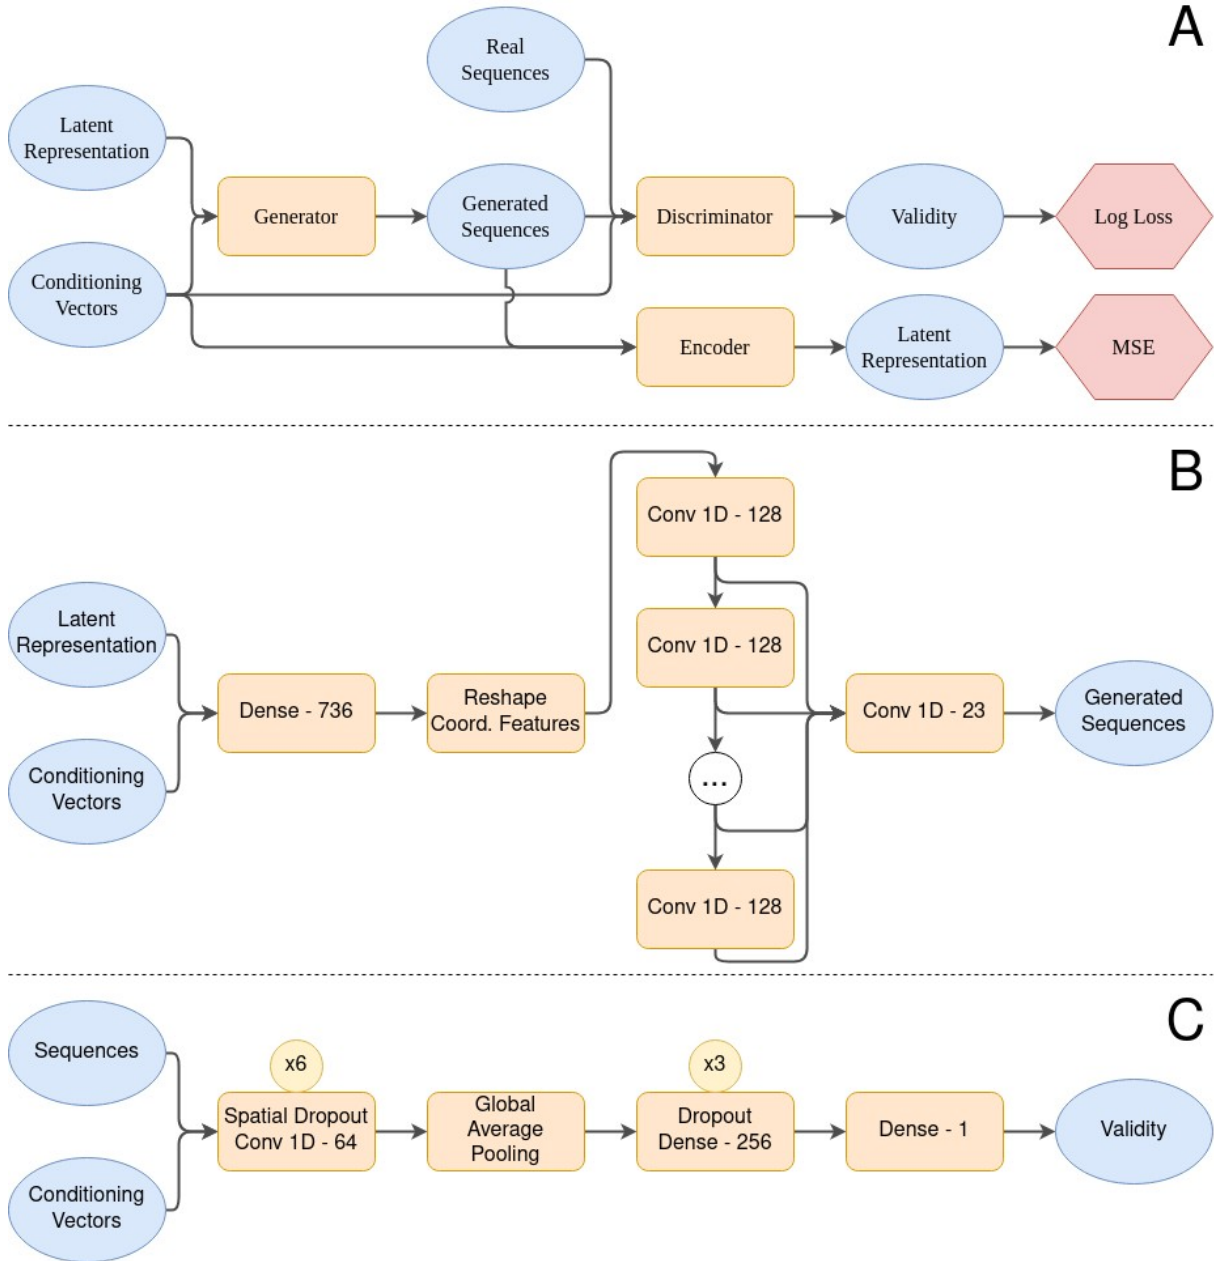 A
Real
Sequences
Latent
Representation
Generator
Generated
Sequences
Discriminator
Validity
Log Loss
Conditioning
Vectors
Encoder
Latent
Representation
MSE
B
Conv 1D - 128
Latent
Representation
Conv 1D - 128
Dense - 736
Reshape
Coord. Features
Conv 1D - 23
Generated
Sequences
Conditioning
Vectors
...
Conv 1D - 128
C
Sequences
x6
x3
Spatial Dropout
Conv 1D - 64
Global
Average
Pooling
Dropout
Dense - 256
Dense - 1
Validity
Conditioning
Vectors